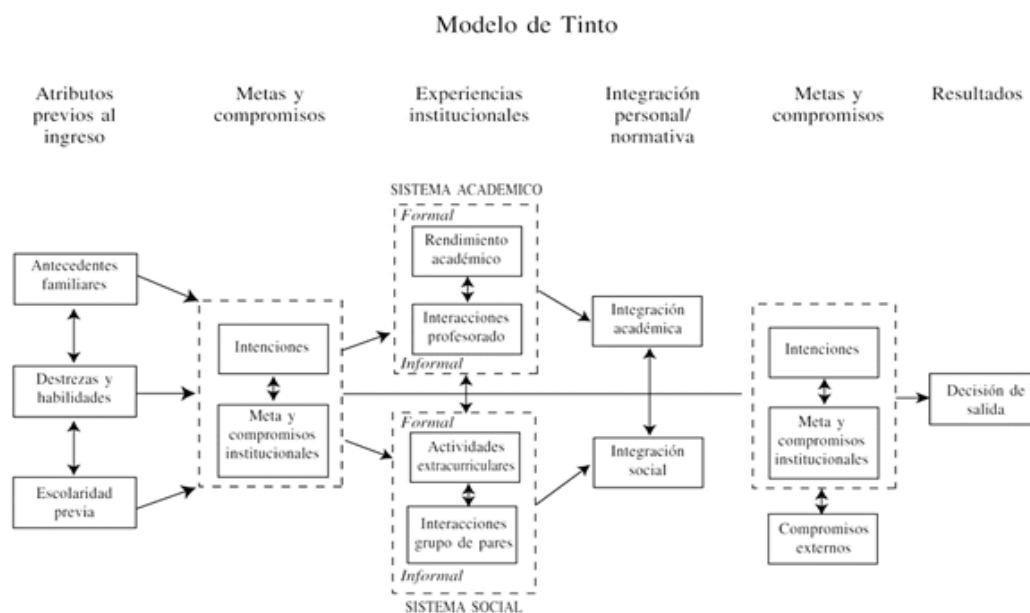 Modelo de Tinto
Atributos
previos al
ingreso
Metas y
compromisos
Experiencias
institucionales
Integración
personal/
normativa
Metas y
compromisos
Resultados
Antecedentes
familiares
Destrezas y
habilidades
Escolaridad
previa
Intenciones
Meta y
compromisos
institucionales
SISTEMA ACADEMICO
Formal
Rendimiento
académico
Interacciones
profesorado
Informal
Formal
Actividades
extracurriculares
Interacciones
grupo de pares
Informal
SISTEMA SOCIAL
Integración
académica
Integración
social
Intenciones
Meta y
compromisos
institucionales
Compromisos
externos
Decisión de
salida